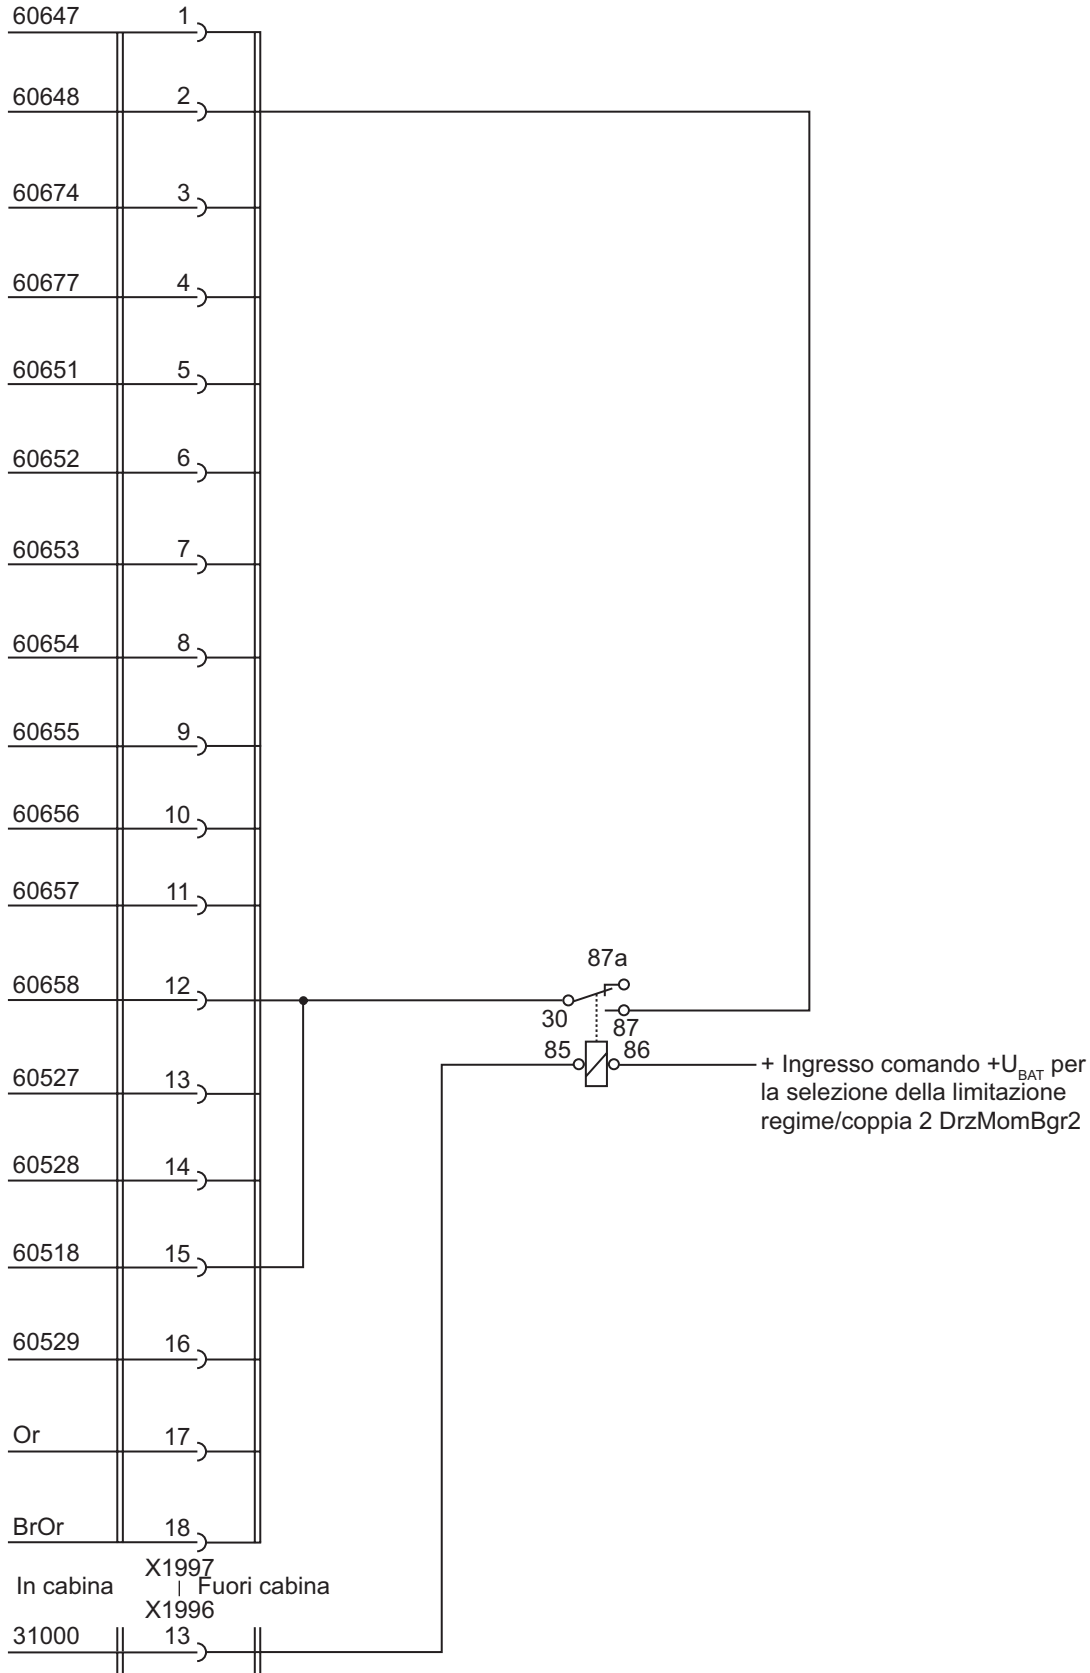 60647 1
60648 2
60674 3
60677 4
60651 5
60652 6
60653 7
60654 8
60655 9
60656 10
60657 11
87a
60658 12
30
87
85 86
+ Ingresso comando +UBAT per
la selezione della limitazione
regime/coppia 2 DrzMomBgr2
60527 13
60528 14
60518 15
60529 16
Or 17
BrOr 18
X1997
In cabina Fuori cabina
X1996
31000 13